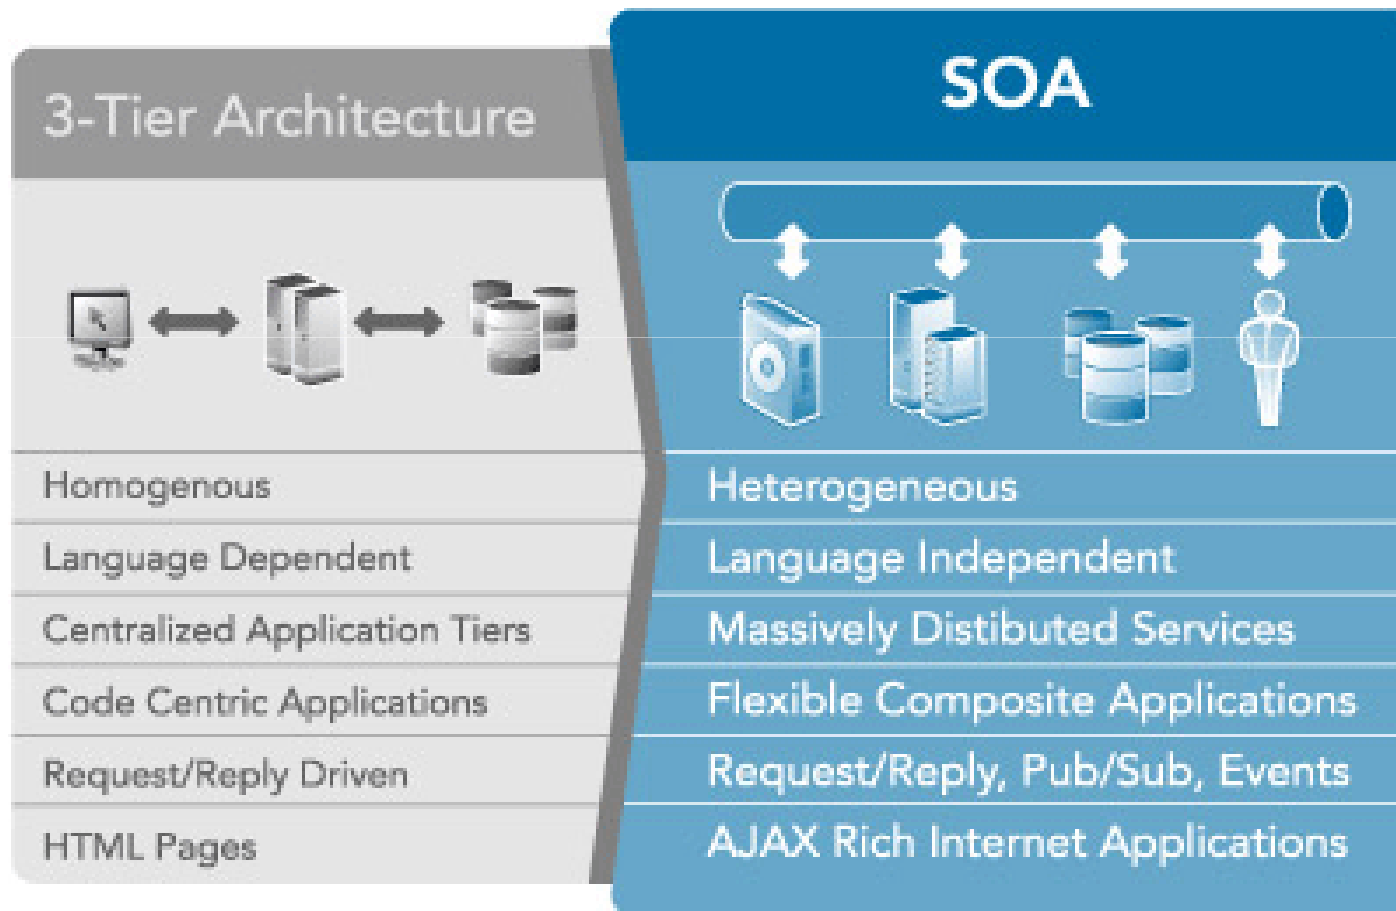 3-Tier Architecture
SOA
Homogenous
Heterogeneous
Language Dependent
Language Independent
Centralized Application Tiers
Massively Distibuted Services
Code Centric Applications
Flexible Composite Applications
Request/Reply Driven
Request/Reply, Pub/Sub, Events
HTML Pages
AJAX Rich Internet Applications